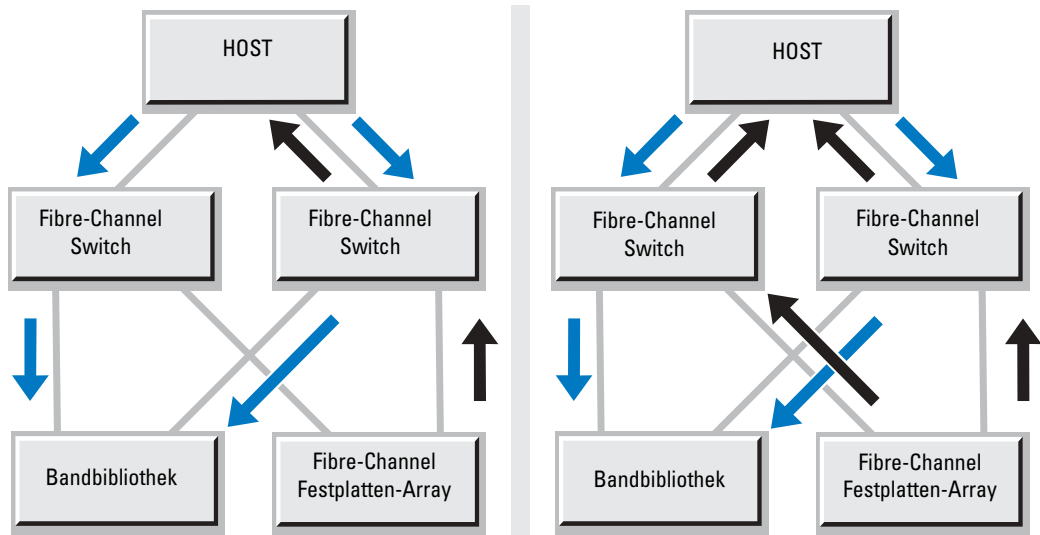 HOST
Fibre-Channel
Switch
Fibre-Channel
Switch
Bandbibliothek
Fibre-Channel
Festplatten-Array
HOST
Fibre-Channel
Switch
Fibre-Channel
Switch
Bandbibliothek
Fibre-Channel
Festplatten-Array